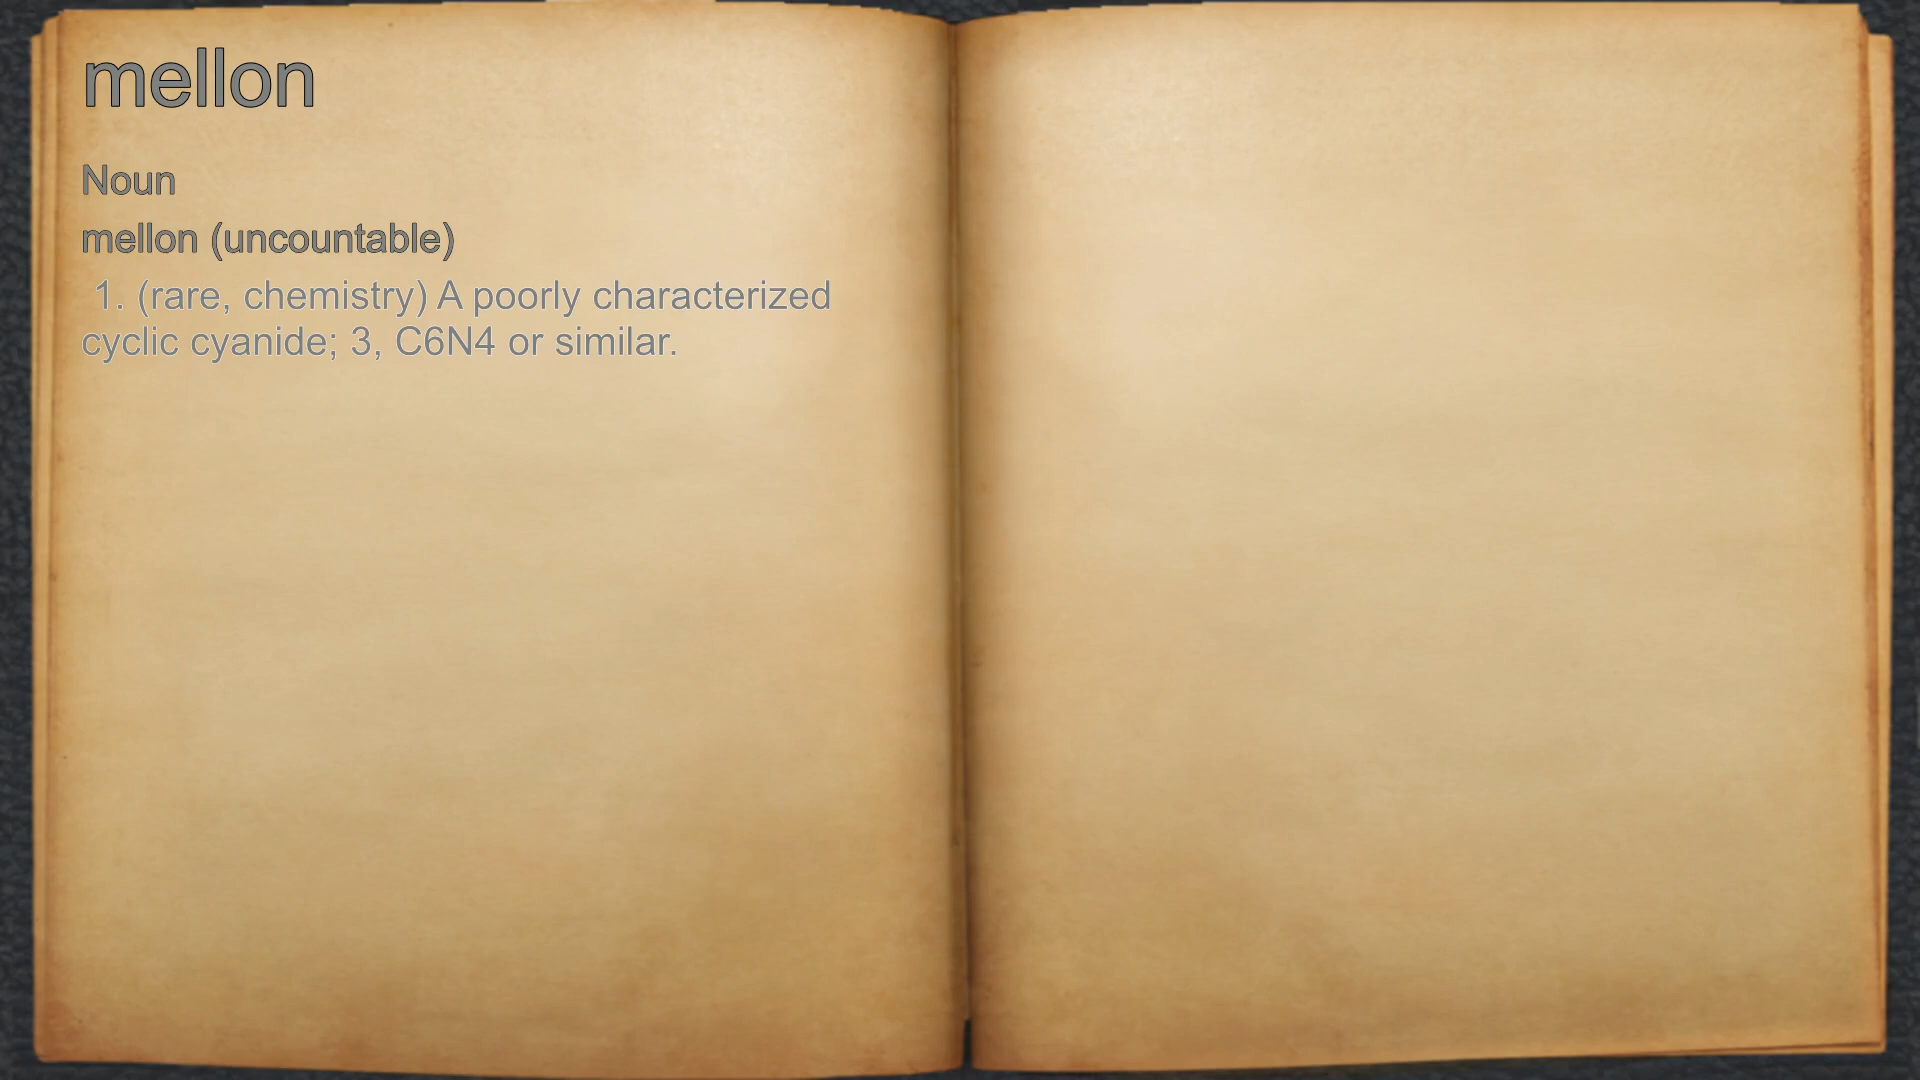 mellon
Noun
mellon (uncountable)
1. (rare, chemistry) A poorly characterized
cyclic cyanide; 3, C6N4 or similar.